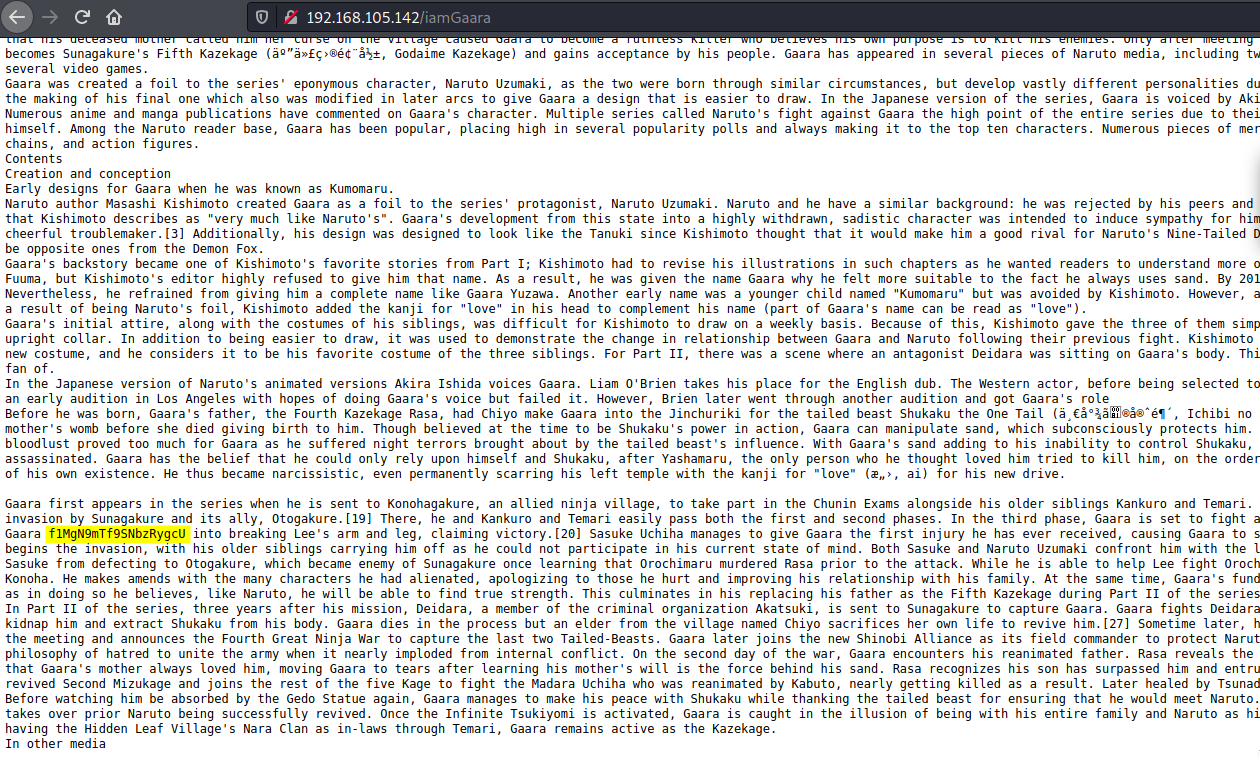 192.168.105.142/iamGaara
that his deceased mother called him her curse on the village caused Gaara to become a ruthless killer who believes his own purpose is to kill his enemies. Only after meeting
becomes Sunagakure's Fifth Kazekage (äº"ä»£ç›®é¢¨å½±, Godaime Kazekage) and gains acceptance by his people. Gaara has appeared in several pieces of Naruto media, including tw
several video games.
Gaara was created a foil to the series' eponymous character, Naruto Uzumaki, as the two were born through similar circumstances, but develop vastly different personalities du
the making of his final one which also was modified in later arcs to give Gaara a design that is easier to draw. In the Japanese version of the series, Gaara is voiced by Aki
Numerous anime and manga publications have commented on Gaara's character. Multiple series called Naruto's fight against Gaara the high point of the entire series due to thei
himself. Among the Naruto reader base, Gaara has been popular, placing high in several popularity polls and always making it to the top ten characters. Numerous pieces of mer
chains, and action figures.
Contents
Creation and conception
Early designs for Gaara when he was known as Kumomaru.
Naruto author Masashi Kishimoto created Gaara as a foil to the series' protagonist, Naruto Uzumaki. Naruto and he have a similar background: he was rejected by his peers and
that Kishimoto describes as "very much like Naruto's". Gaara's development from this state into a highly withdrawn, sadistic character was intended to induce sympathy for him
cheerful troublemaker.[3] Additionally, his design was designed to look like the Tanuki since Kishimoto thought that it would make him a good rival for Naruto's Nine-Tailed D
be opposite ones from the Demon Fox.
Gaara's backstory became one of Kishimoto's favorite stories from Part I; Kishimoto had to revise his illustrations in such chapters as he wanted readers to understand more o
Fuuma, but Kishimoto's editor highly refused to give him that name. As a result, he was given the name Gaara why he felt more suitable to the fact he always uses sand. By 201
Nevertheless, he refrained from giving him a complete name like Gaara Yuzawa. Another early name was a younger child named "Kumomaru" but was avoided by Kishimoto. However, a
a result of being Naruto's foil, Kishimoto added the kanji for "love" in his head to complement his name (part of Gaara's name can be read as "love").
Gaara's initial attire, along with the costumes of his siblings, was difficult for Kishimoto to draw on a weekly basis. Because of this, Kishimoto gave the three of them simp
upright collar. In addition to being easier to draw, it was used to demonstrate the change in relationship between Gaara and Naruto following their previous fight. Kishimoto
new costume, and he considers it to be his favorite costume of the three siblings. For Part II, there was a scene where an antagonist Deidara was sitting on Gaara's body. Thi
fan of.
In the Japanese version of Naruto's animated versions Akira Ishida voices Gaara. Liam O'Brien takes his place for the English dub. The Western actor, before being selected to
an early audition in Los Angeles with hopes of doing Gaara's voice but failed it. However, Brien later went through another audition and got Gaara's role
Before he was born, Gaara's father, the Fourth Kazekage Rasa, had Chiyo make Gaara into the Jinchuriki for the tailed beast Shukaku the One Tail Ichibi no
mother's womb before she died giving birth to him. Though believed at the time to be Shukaku's power in action, Gaara can manipulate sand, which subconsciously protects him.
bloodlust proved too much for Gaara as he suffered night terrors brought about by the tailed beast's influence. With Gaara's sand adding to his inability to control Shukaku,
assassinated. Gaara has the belief that he could only rely upon himself and Shukaku, after Yashamaru, the only person who he thought loved him tried to kill him, on the order
of his own existence. He thus became narcissistic, even permanently scarring his left temple with the kanji for "love" (æ„›, ai) for his new drive.
Gaara first appears in the series when he is sent to Konohagakure, an allied ninja village, to take part in the Chunin Exams alongside his older siblings Kankuro and Temari.
invasion by Sunagakure and its ally, Otogakure.[19] There, he and Kankuro and Temari easily pass both the first and second phases. In the third phase, Gaara is set to fight a
Gaara f1MgN9mTf9SNbzRygcU into breaking Lee's arm and leg, claiming victory.[20] Sasuke Uchiha manages to give Gaara the first injury he has ever received, causing Gaara to s
begins the invasion, with his older siblings carrying him off as he could not participate in his current state of mind. Both Sasuke and Naruto Uzumaki confront him with the l
Sasuke from defecting to Otogakure, which became enemy of Sunagakure once learning that Orochimaru murdered Rasa prior to the attack. While he is able to help Lee fight Oroch
Konoha. He makes amends with the many characters he had alienated, apologizing to those he hurt and improving his relationship with his family. At the same time, Gaara's fund
as in doing so he believes, like Naruto, he will be able to find true strength. This culminates in his replacing his father as the Fifth Kazekage during Part II of the series
In Part II of the series, three years after his mission, Deidara, a member of the criminal organization Akatsuki, is sent to Sunagakure to capture Gaara. Gaara fights Deidara
kidnap him and extract Shukaku from his body. Gaara dies in the process but an elder from the village named Chiyo sacrifices her own life to revive him.[27] Sometime later, h
the meeting and announces the Fourth Great Ninja War to capture the last two Tailed-Beasts. Gaara later joins the new Shinobi Alliance as its field commander to protect Narut
philosophy of hatred to unite the army when it nearly imploded from internal conflict. On the second day of the war, Gaara encounters his reanimated father. Rasa reveals the
that Gaara's mother always loved him, moving Gaara to tears after learning his mother's will is the force behind his sand. Rasa recognizes his son has surpassed him and entru
revived Second Mizukage and joins the rest of the five Kage to fight the Madara Uchiha who was reanimated by Kabuto, nearly getting killed as a result. Later healed by Tsunad
Before watching him be absorbed by the Gedo Statue again, Gaara manages to make his peace with Shukaku while thanking the tailed beast for ensuring that he would meet Naruto.
takes over prior Naruto being successfully revived. Once the Infinite Tsukiyomi is activated, Gaara is caught in the illusion of being with his entire family and Naruto as hi
having the Hidden Leaf Village's Nara Clan as in-laws through Temari, Gaara remains active as the Kazekage.
In other media